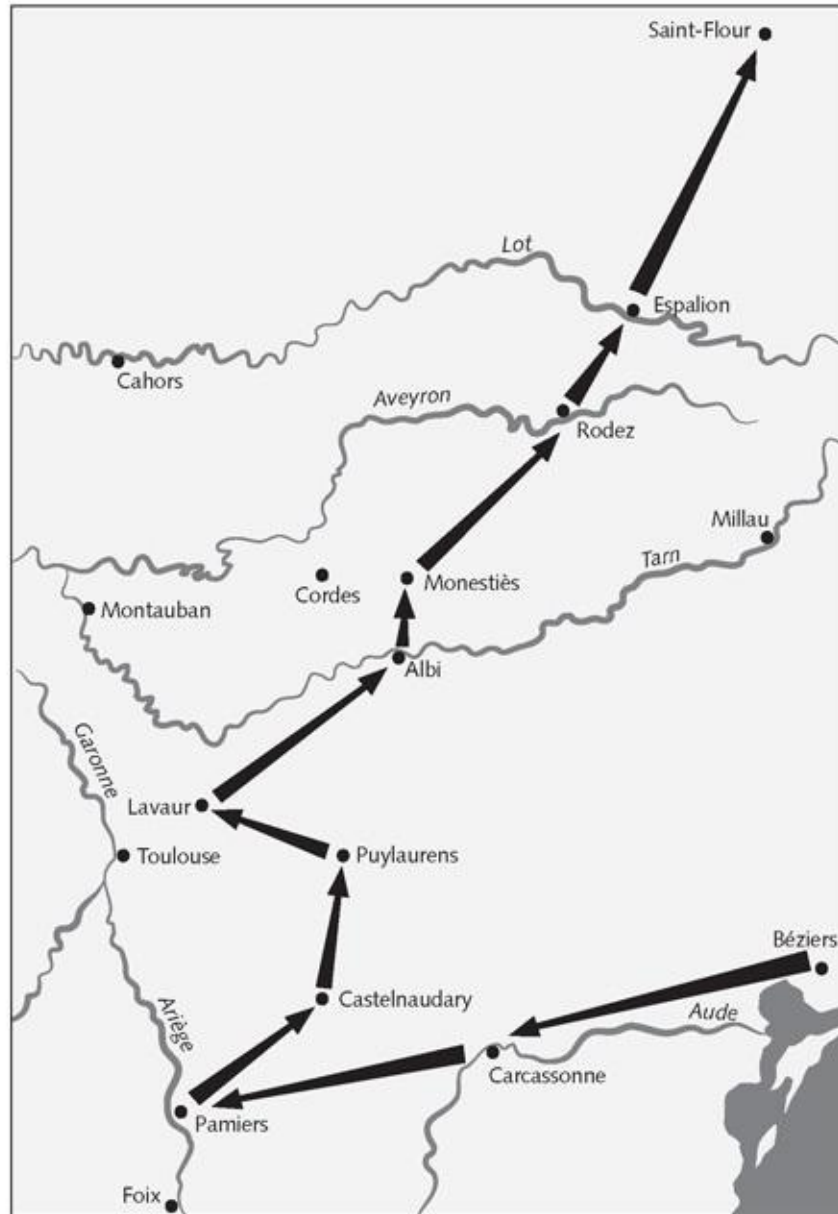 Saint-Flour
Lot
Espalion
Cahors
Aveyron
Rodez
Millau
Tarn
Cordes
Monestiès
Montauban
Albi
Garonne
Lavaur
Toulouse
Puylaurens
Béziers
Castelnaudary
Aude
Ariège
Carcassonne
Pamiers
Foix